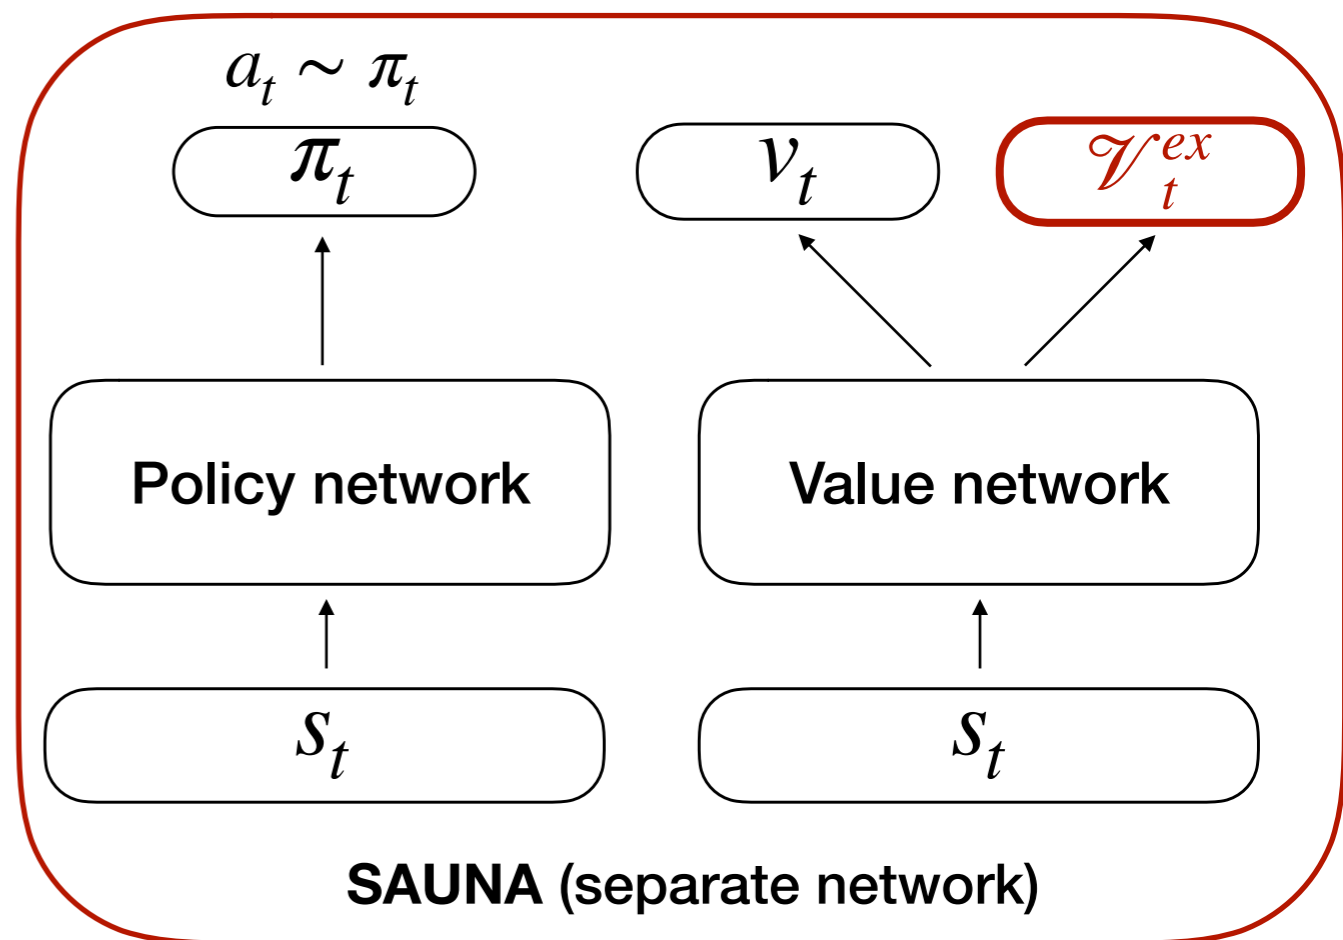 a_t ~ π_t
π_t
v_t
𝒱_t^{ex}
Policy network
Value network
s_t
s_t
SAUNA (separate network)